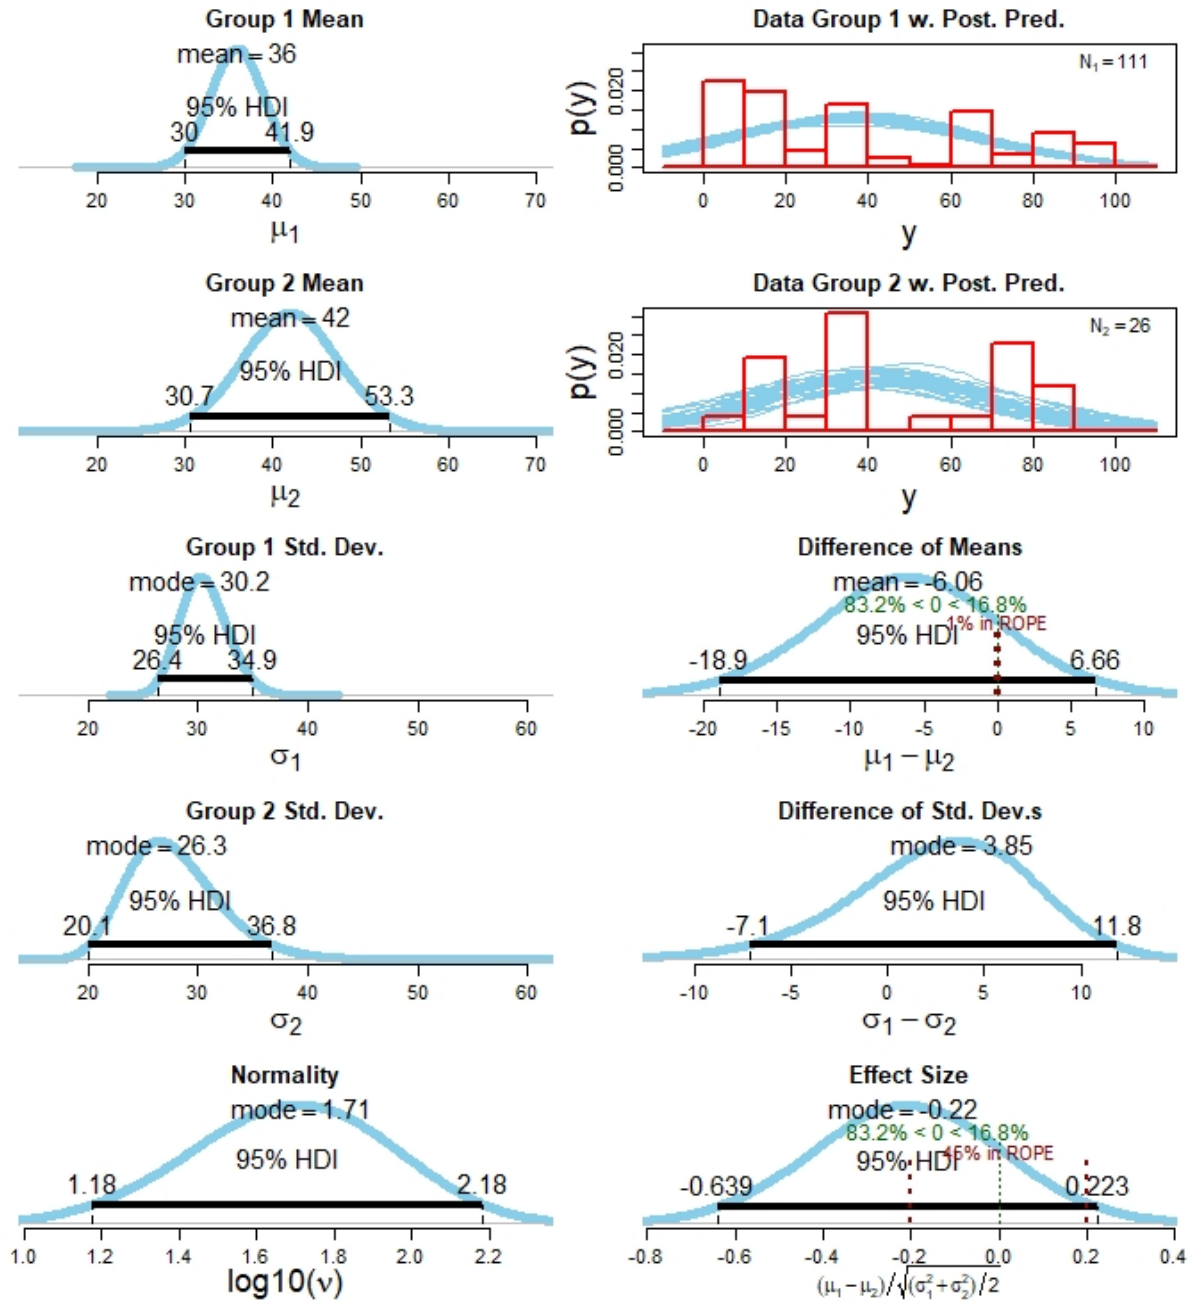 Group 1 Mean
mean = 36
95% HDI
30 41.9
20 30 40 50 60 70
μ1
Data Group 1 w. Post. Pred.
N1 = 111
p(y)
0.000 0.020
0 20 40 60 80 100
y
Group 2 Mean
mean = 42
95% HDI
30.7 53.3
20 30 40 50 60 70
μ2
Data Group 2 w. Post. Pred.
N2 = 26
p(y)
0.000 0.020
0 20 40 60 80 100
y
Group 1 Std. Dev.
mode = 30.2
95% HDI
26.4 34.9
20 30 40 50 60
σ1
Difference of Means
mean = -6.06
83.2% < 0 < 16.8%
1% in ROPE
95% HDI
-18.9 6.66
-20 -15 -10 -5 0 5 10
μ1 − μ2
Group 2 Std. Dev.
mode = 26.3
95% HDI
20.1 36.8
20 30 40 50 60
σ2
Difference of Std. Dev.s
mode = 3.85
95% HDI
-7.1 11.8
-10 -5 0 5 10
σ1 − σ2
Normality
mode = 1.71
95% HDI
1.18 2.18
1.0 1.2 1.4 1.6 1.8 2.0 2.2
log10(ν)
Effect Size
mode = -0.22
83.2% < 0 < 16.8%
45% in ROPE
95% HDI
-0.639 0.223
-0.8 -0.6 -0.4 -0.2 0.0 0.2 0.4
(μ1 − μ2)/√(σ1² + σ2²)/2